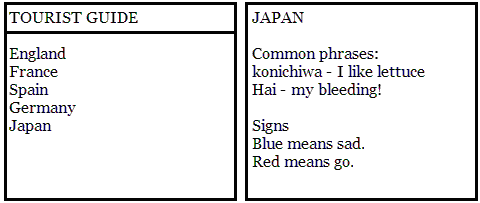 TOURIST GUIDE
England
France
Spain
Germany
Japan
JAPAN
Common phrases:
konichiwa - I like lettuce
Hai - my bleeding!
Signs
Blue means sad.
Red means go.